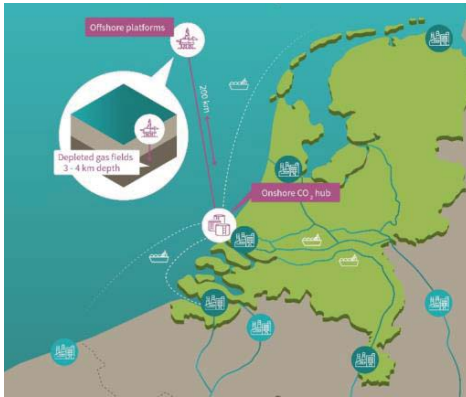 Offshore platforms
200 km
Depleted gas fields
3 - 4 km depth
Onshore CO₂ hub